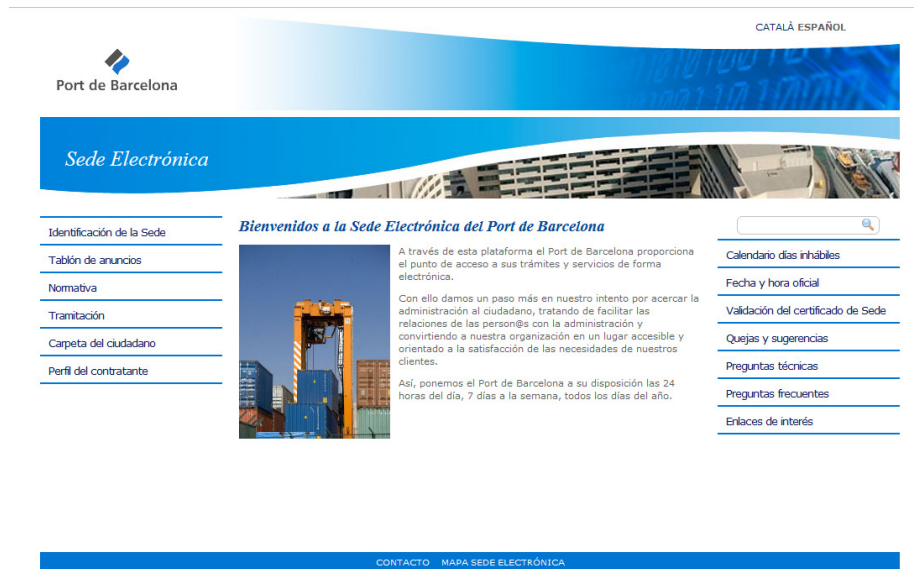 CATALÀ ESPAÑOL
Port de Barcelona
Sede Electrónica
Identificación de la Sede
Tablón de anuncios
Normativa
Tramitación
Carpeta del ciudadano
Perfil del contratante
Bienvenidos a la Sede Electrónica del Port de Barcelona
A través de esta plataforma el Port de Barcelona proporciona
el punto de acceso a sus trámites y servicios de forma
electrónica.
Con ello damos un paso más en nuestro intento por acercar la
administración al ciudadano, tratando de facilitar las
relaciones de las person@s con la administración y
convirtiendo a nuestra organización en un lugar accesible y
orientado a la satisfacción de las necesidades de nuestros
clientes.
Así, ponemos el Port de Barcelona a su disposición las 24
horas del día, 7 días a la semana, todos los días del año.
Calendario días inhábiles
Fecha y hora oficial
Validación del certificado de Sede
Quejas y sugerencias
Preguntas técnicas
Preguntas frecuentes
Enlaces de interés
CONTACTO MAPA SEDE ELECTRÓNICA